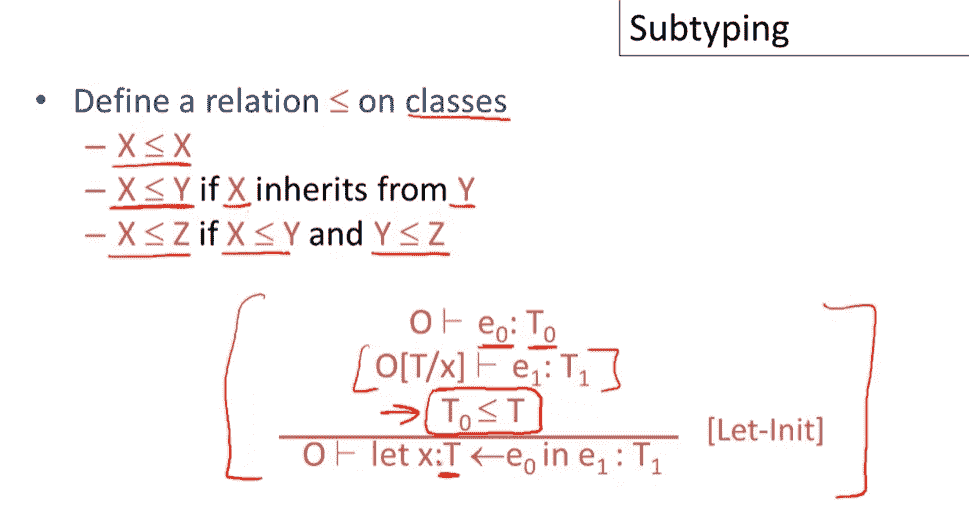 Subtyping
• Define a relation ≤ on classes
– X ≤ X
– X ≤ Y if X inherits from Y
– X ≤ Z if X ≤ Y and Y ≤ Z
O ⊢ e₀: T₀
[O[T/x] ⊢ e₁: T₁]
→ T₀ ≤ T
O ⊢ let x:T ← e₀ in e₁ : T₁ [Let-Init]